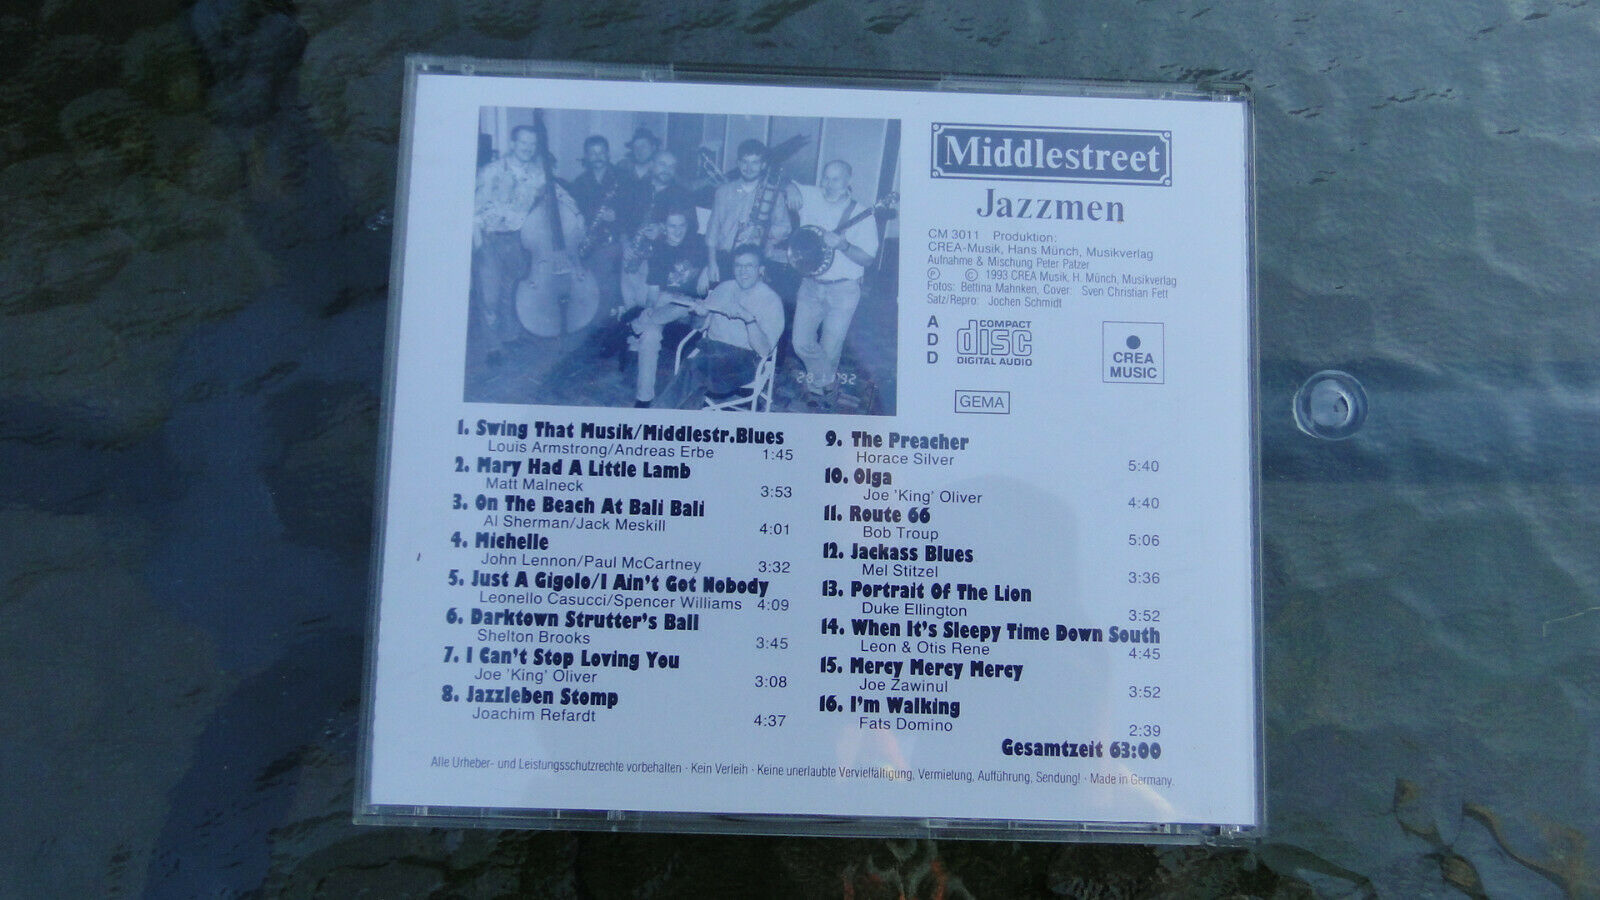 Middlestreet
Jazzmen
CM 3011 Produktion:
CREA-Musik, Hans Münch, Musikverlag
Aufnahme & Mischung Peter Patzer
Ⓟ © 1993 CREA Musik, H. Münch, Musikverlag
Fotos: Bettina Mahnken, Cover: Sven Christian Fett
Satz/Repro: Jochen Schmidt
A
D
D
COMPACT
disc
DIGITAL AUDIO
CREA
MUSIC
GEMA
1. Swing That Musik/Middlestr.Blues
Louis Armstrong/Andreas Erbe 1:45
2. Mary Had A Little Lamb
Matt Malneck 3:53
3. On The Beach At Bali Bali
Al Sherman/Jack Meskill 4:01
4. Michelle
John Lennon/Paul McCartney 3:32
5. Just A Gigolo/I Ain't Got Nobody
Leonello Casucci/Spencer Williams 4:09
6. Darktown Strutter's Ball
Shelton Brooks 3:45
7. I Can't Stop Loving You
Joe 'King' Oliver 3:08
8. Jazzleben Stomp
Joachim Refardt 4:37
9. The Preacher
Horace Silver 5:40
10. Olga
Joe 'King' Oliver 4:40
11. Route 66
Bob Troup 5:06
12. Jackass Blues
Mel Stitzel 3:36
13. Portrait Of The Lion
Duke Ellington 3:52
14. When It's Sleepy Time Down South
Leon & Otis Rene 4:45
15. Mercy Mercy Mercy
Joe Zawinul 3:52
16. I'm Walking
Fats Domino 2:39
Gesamtzeit 63:00
Alle Urheber- und Leistungsschutzrechte vorbehalten · Kein Verleih · Keine unerlaubte Vervielfältigung, Vermietung, Aufführung, Sendung! · Made in Germany.